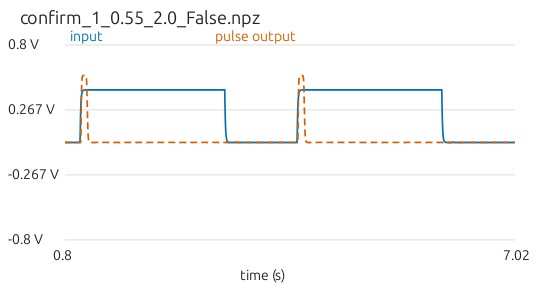 confirm_1_0.55_2.0_False.npz
input pulse output
0.8 V
0.267 V
-0.267 V
-0.8 V
0.8 7.02
time (s)